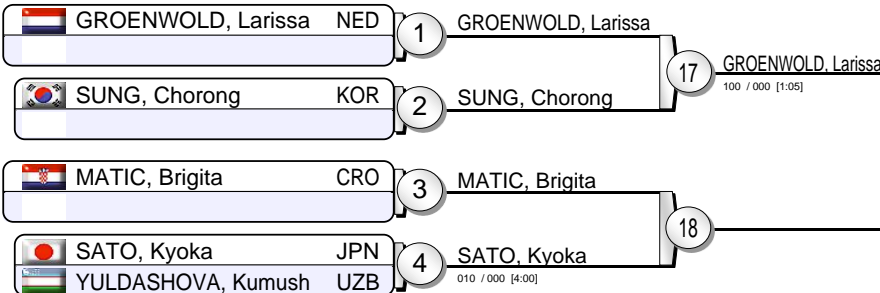 GROENWOLD, Larissa NED
1
GROENWOLD, Larissa
SUNG, Chorong KOR
2
SUNG, Chorong
17
GROENWOLD, Larissa
100 / 000 [1:05]
MATIC, Brigita CRO
3
MATIC, Brigita
SATO, Kyoka JPN
YULDASHOVA, Kumush UZB
4
SATO, Kyoka
010 / 000 [4:00]
18